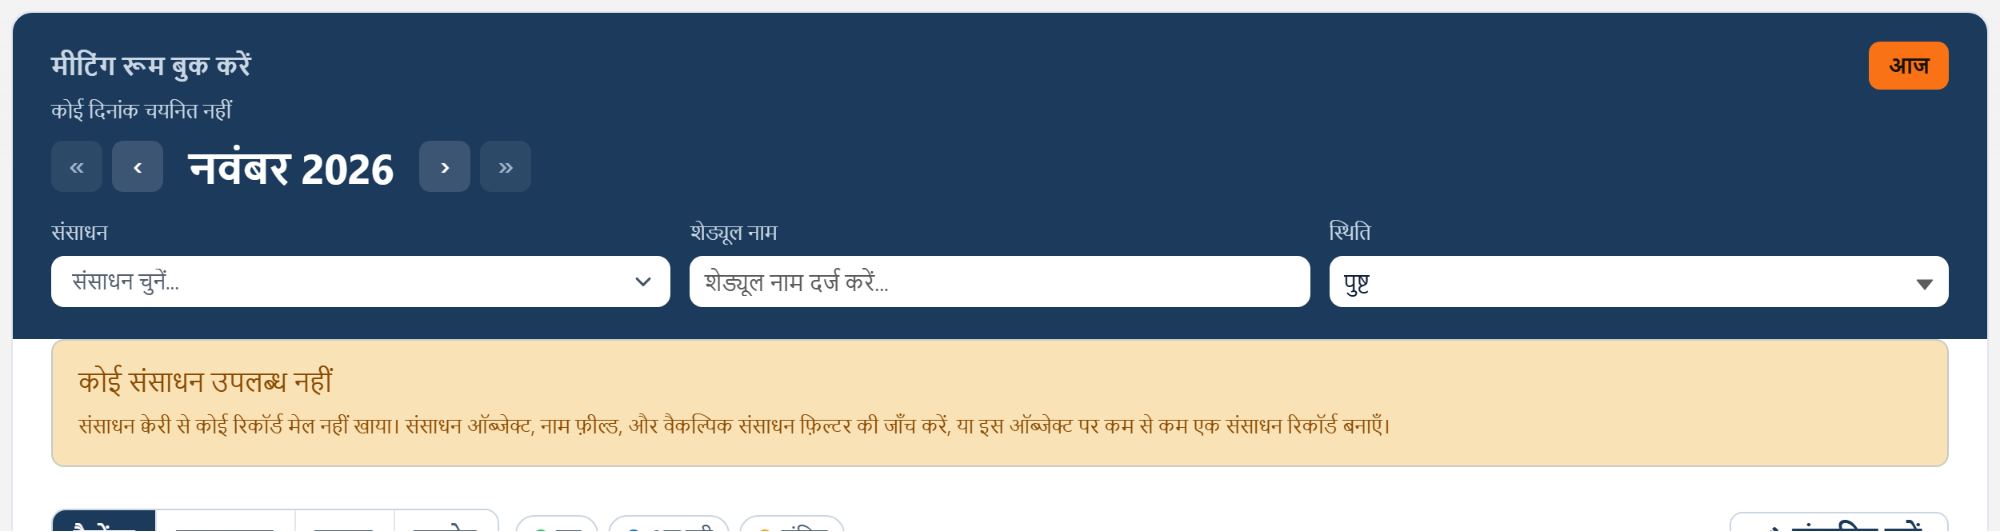 मीटिंग रूम बुक करें
आज
कोई दिनांक चयनित नहीं
« ‹ नवंबर 2026 › »
संसाधन
शेड्यूल नाम
स्थिति
संसाधन चुनें...
शेड्यूल नाम दर्ज करें...
पुष्ट
कोई संसाधन उपलब्ध नहीं
संसाधन क्वेरी से कोई रिकॉर्ड मेल नहीं खाया। संसाधन ऑब्जेक्ट, नाम फ़ील्ड, और वैकल्पिक संसाधन फ़िल्टर की जाँच करें, या इस ऑब्जेक्ट पर कम से कम एक संसाधन रिकॉर्ड बनाएँ।